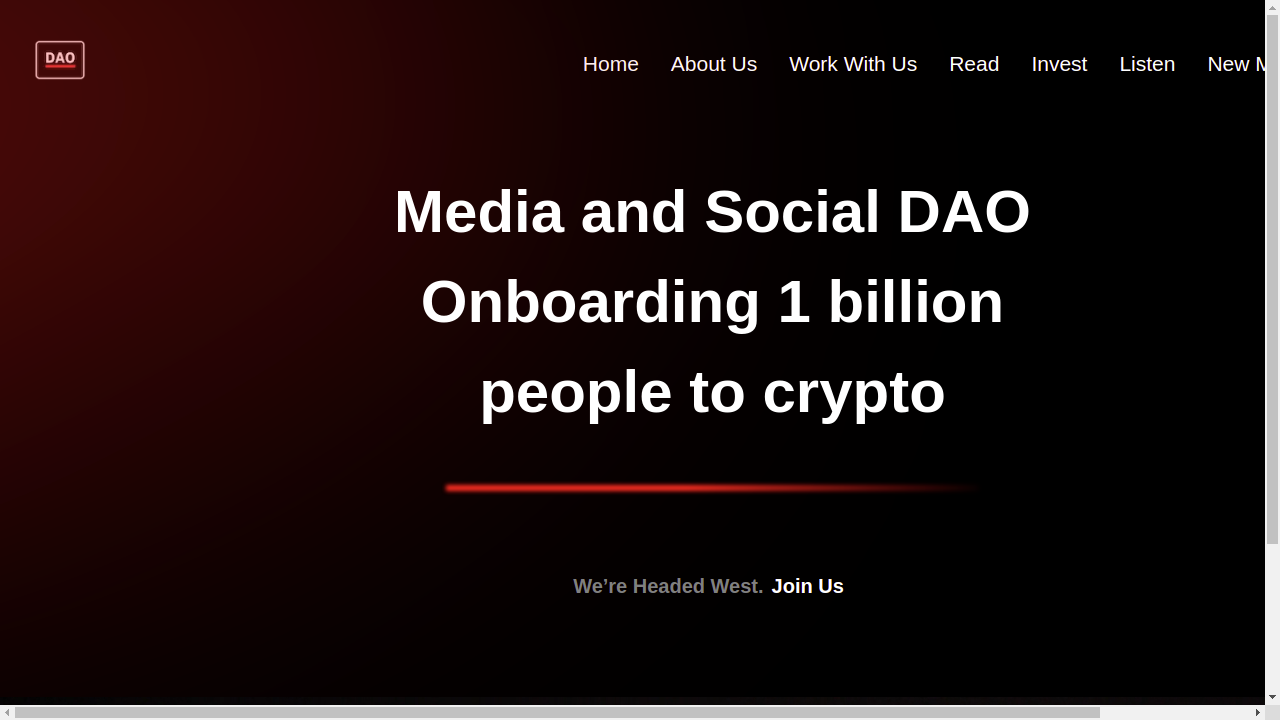 DAO
Home About Us Work With Us Read Invest Listen New
Media and Social DAO
Onboarding 1 billion
people to crypto
We’re Headed West. Join Us